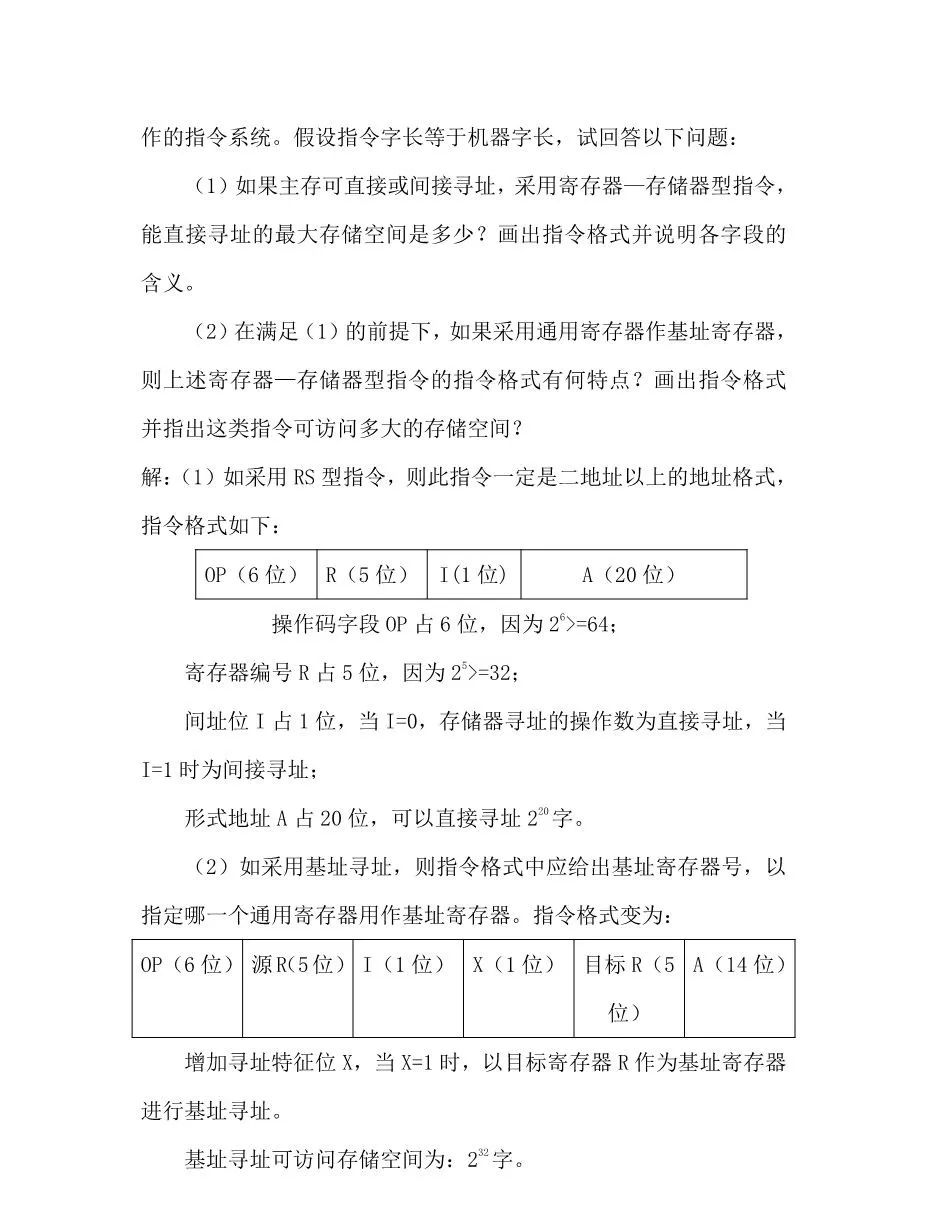 作的指令系统。假设指令字长等于机器字长，试回答以下问题：
（1）如果主存可直接或间接寻址，采用寄存器—存储器型指令，
能直接寻址的最大存储空间是多少？画出指令格式并说明各字段的
含义。
（2）在满足（1）的前提下，如果采用通用寄存器作基址寄存器，
则上述寄存器—存储器型指令的指令格式有何特点？画出指令格式
并指出这类指令可访问多大的存储空间？
解：（1）如采用 RS 型指令，则此指令一定是二地址以上的地址格式，
指令格式如下：
OP（6 位） R（5 位） I(1 位) A（20 位）
操作码字段 OP 占 6 位，因为 2⁶>=64；
寄存器编号 R 占 5 位，因为 2⁵>=32；
间址位 I 占 1 位，当 I=0，存储器寻址的操作数为直接寻址，当
I=1 时为间接寻址；
形式地址 A 占 20 位，可以直接寻址 2²⁰ 字。
（2）如采用基址寻址，则指令格式中应给出基址寄存器号，以
指定哪一个通用寄存器用作基址寄存器。指令格式变为：
OP（6 位） 源 R（5 位） I（1 位） X（1 位） 目标 R（5 A（14 位）
位）
增加寻址特征位 X，当 X=1 时，以目标寄存器 R 作为基址寄存器
进行基址寻址。
基址寻址可访问存储空间为：2³² 字。